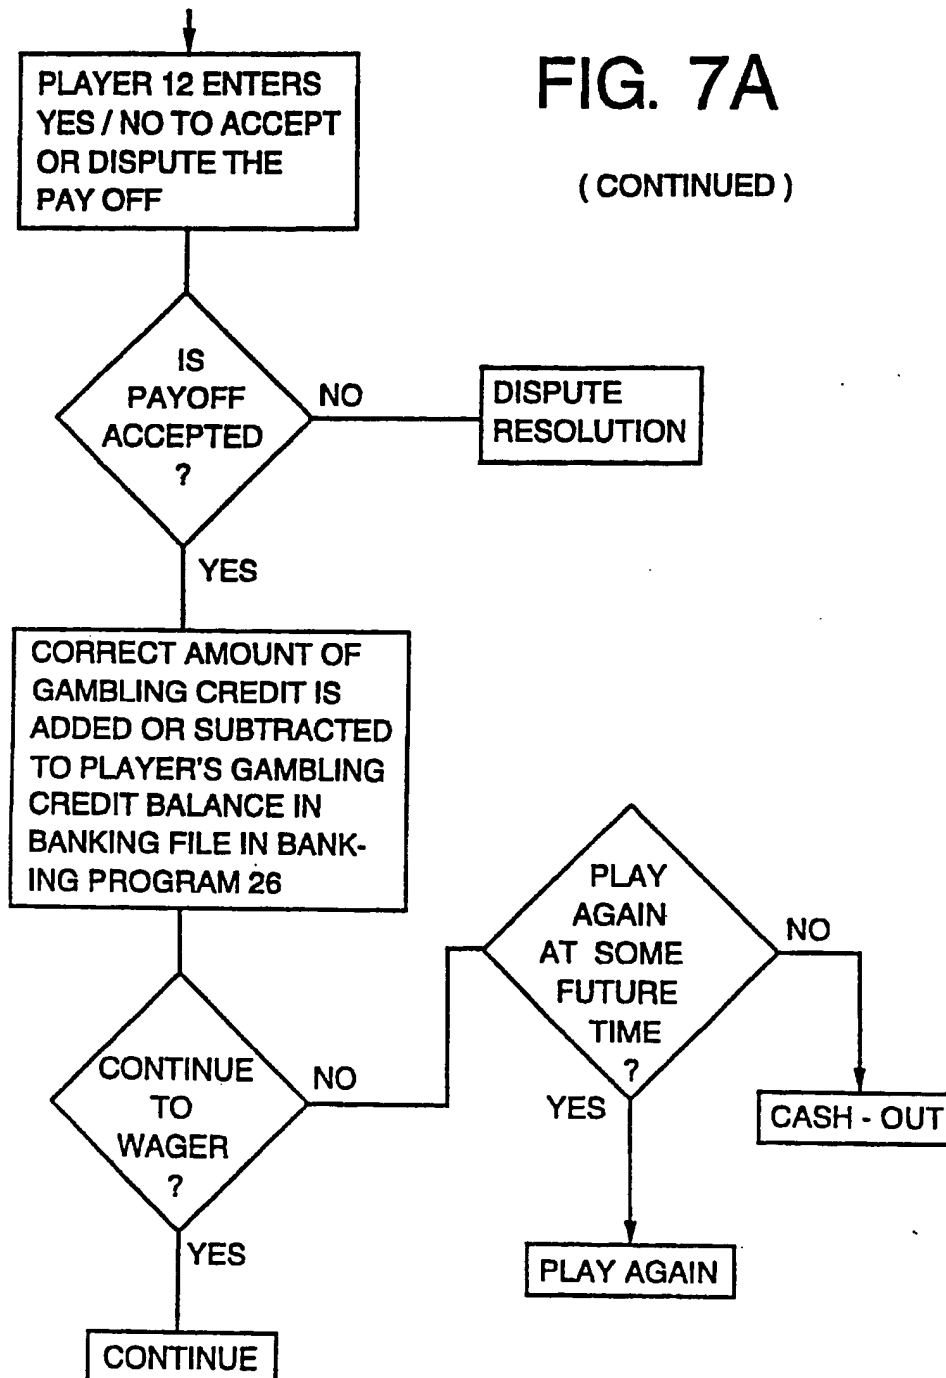 FIG. 7A
( CONTINUED )
PLAYER 12 ENTERS
YES / NO TO ACCEPT
OR DISPUTE THE
PAY OFF
IS
PAYOFF
ACCEPTED
?
NO
DISPUTE
RESOLUTION
YES
CORRECT AMOUNT OF
GAMBLING CREDIT IS
ADDED OR SUBTRACTED
TO PLAYER'S GAMBLING
CREDIT BALANCE IN
BANKING FILE IN BANK-
ING PROGRAM 26
CONTINUE
TO
WAGER
?
NO
YES
CONTINUE
PLAY
AGAIN
AT SOME
FUTURE
TIME
?
NO
CASH - OUT
YES
PLAY AGAIN